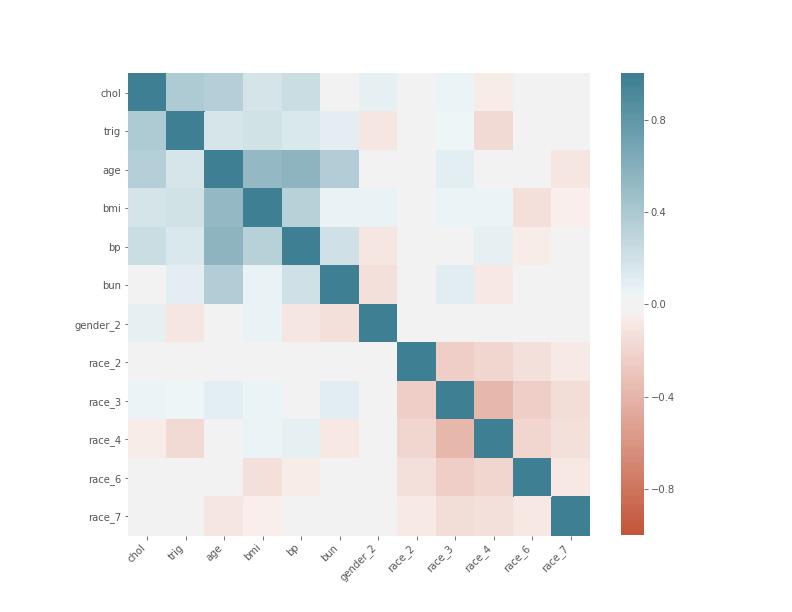 chol
trig
age
bmi
bp
bun
gender_2
race_2
race_3
race_4
race_6
race_7
chol
trig
age
bmi
bp
bun
gender_2
race_2
race_3
race_4
race_6
race_7
0.8
0.4
0.0
−0.4
−0.8